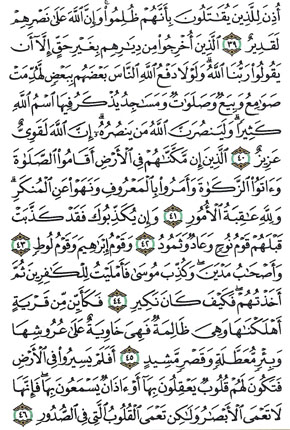 أُذِنَ لِلَّذِينَ يُقَٰتَلُونَ بِأَنَّهُمْ ظُلِمُوا۟ ۚ وَإِنَّ ٱللَّهَ عَلَىٰ نَصْرِهِمْ
لَقَدِيرٌ ٣٩ ٱلَّذِينَ أُخْرِجُوا۟ مِن دِيَٰرِهِم بِغَيْرِ حَقٍّ إِلَّآ أَن
يَقُولُوا۟ رَبُّنَا ٱللَّهُ ۗ وَلَوْلَا دَفْعُ ٱللَّهِ ٱلنَّاسَ بَعْضَهُم بِبَعْضٍ لَّهُدِّمَتْ
صَوَٰمِعُ وَبِيَعٌ وَصَلَوَٰتٌ وَمَسَٰجِدُ يُذْكَرُ فِيهَا ٱسْمُ ٱللَّهِ
كَثِيرًا ۗ وَلَيَنصُرَنَّ ٱللَّهُ مَن يَنصُرُهُۥٓ ۗ إِنَّ ٱللَّهَ لَقَوِىٌّ
عَزِيزٌ ٤٠ ٱلَّذِينَ إِن مَّكَّنَّٰهُمْ فِى ٱلْأَرْضِ أَقَامُوا۟ ٱلصَّلَوٰةَ
وَءَاتَوُا۟ ٱلزَّكَوٰةَ وَأَمَرُوا۟ بِٱلْمَعْرُوفِ وَنَهَوْا۟ عَنِ ٱلْمُنكَرِ ۗ
وَلِلَّهِ عَٰقِبَةُ ٱلْأُمُورِ ٤١ وَإِن يُكَذِّبُوكَ فَقَدْ كَذَّبَتْ
قَبْلَهُمْ قَوْمُ نُوحٍ وَعَادٌ وَثَمُودُ ٤٢ وَقَوْمُ إِبْرَٰهِيمَ وَقَوْمُ لُوطٍ ٤٣
وَأَصْحَٰبُ مَدْيَنَ ۖ وَكُذِّبَ مُوسَىٰ فَأَمْلَيْتُ لِلْكَٰفِرِينَ ثُمَّ
أَخَذْتُهُمْ ۖ فَكَيْفَ كَانَ نَكِيرِ ٤٤ فَكَأَيِّن مِّن قَرْيَةٍ
أَهْلَكْنَٰهَا وَهِىَ ظَالِمَةٌ فَهِىَ خَاوِيَةٌ عَلَىٰ عُرُوشِهَا
وَبِئْرٍ مُّعَطَّلَةٍ وَقَصْرٍ مَّشِيدٍ ٤٥ أَفَلَمْ يَسِيرُوا۟ فِى ٱلْأَرْضِ
فَتَكُونَ لَهُمْ قُلُوبٌ يَعْقِلُونَ بِهَآ أَوْ ءَاذَانٌ يَسْمَعُونَ بِهَا ۖ فَإِنَّهَا
لَا تَعْمَى ٱلْأَبْصَٰرُ وَلَٰكِن تَعْمَى ٱلْقُلُوبُ ٱلَّتِى فِى ٱلصُّدُورِ ٤٦